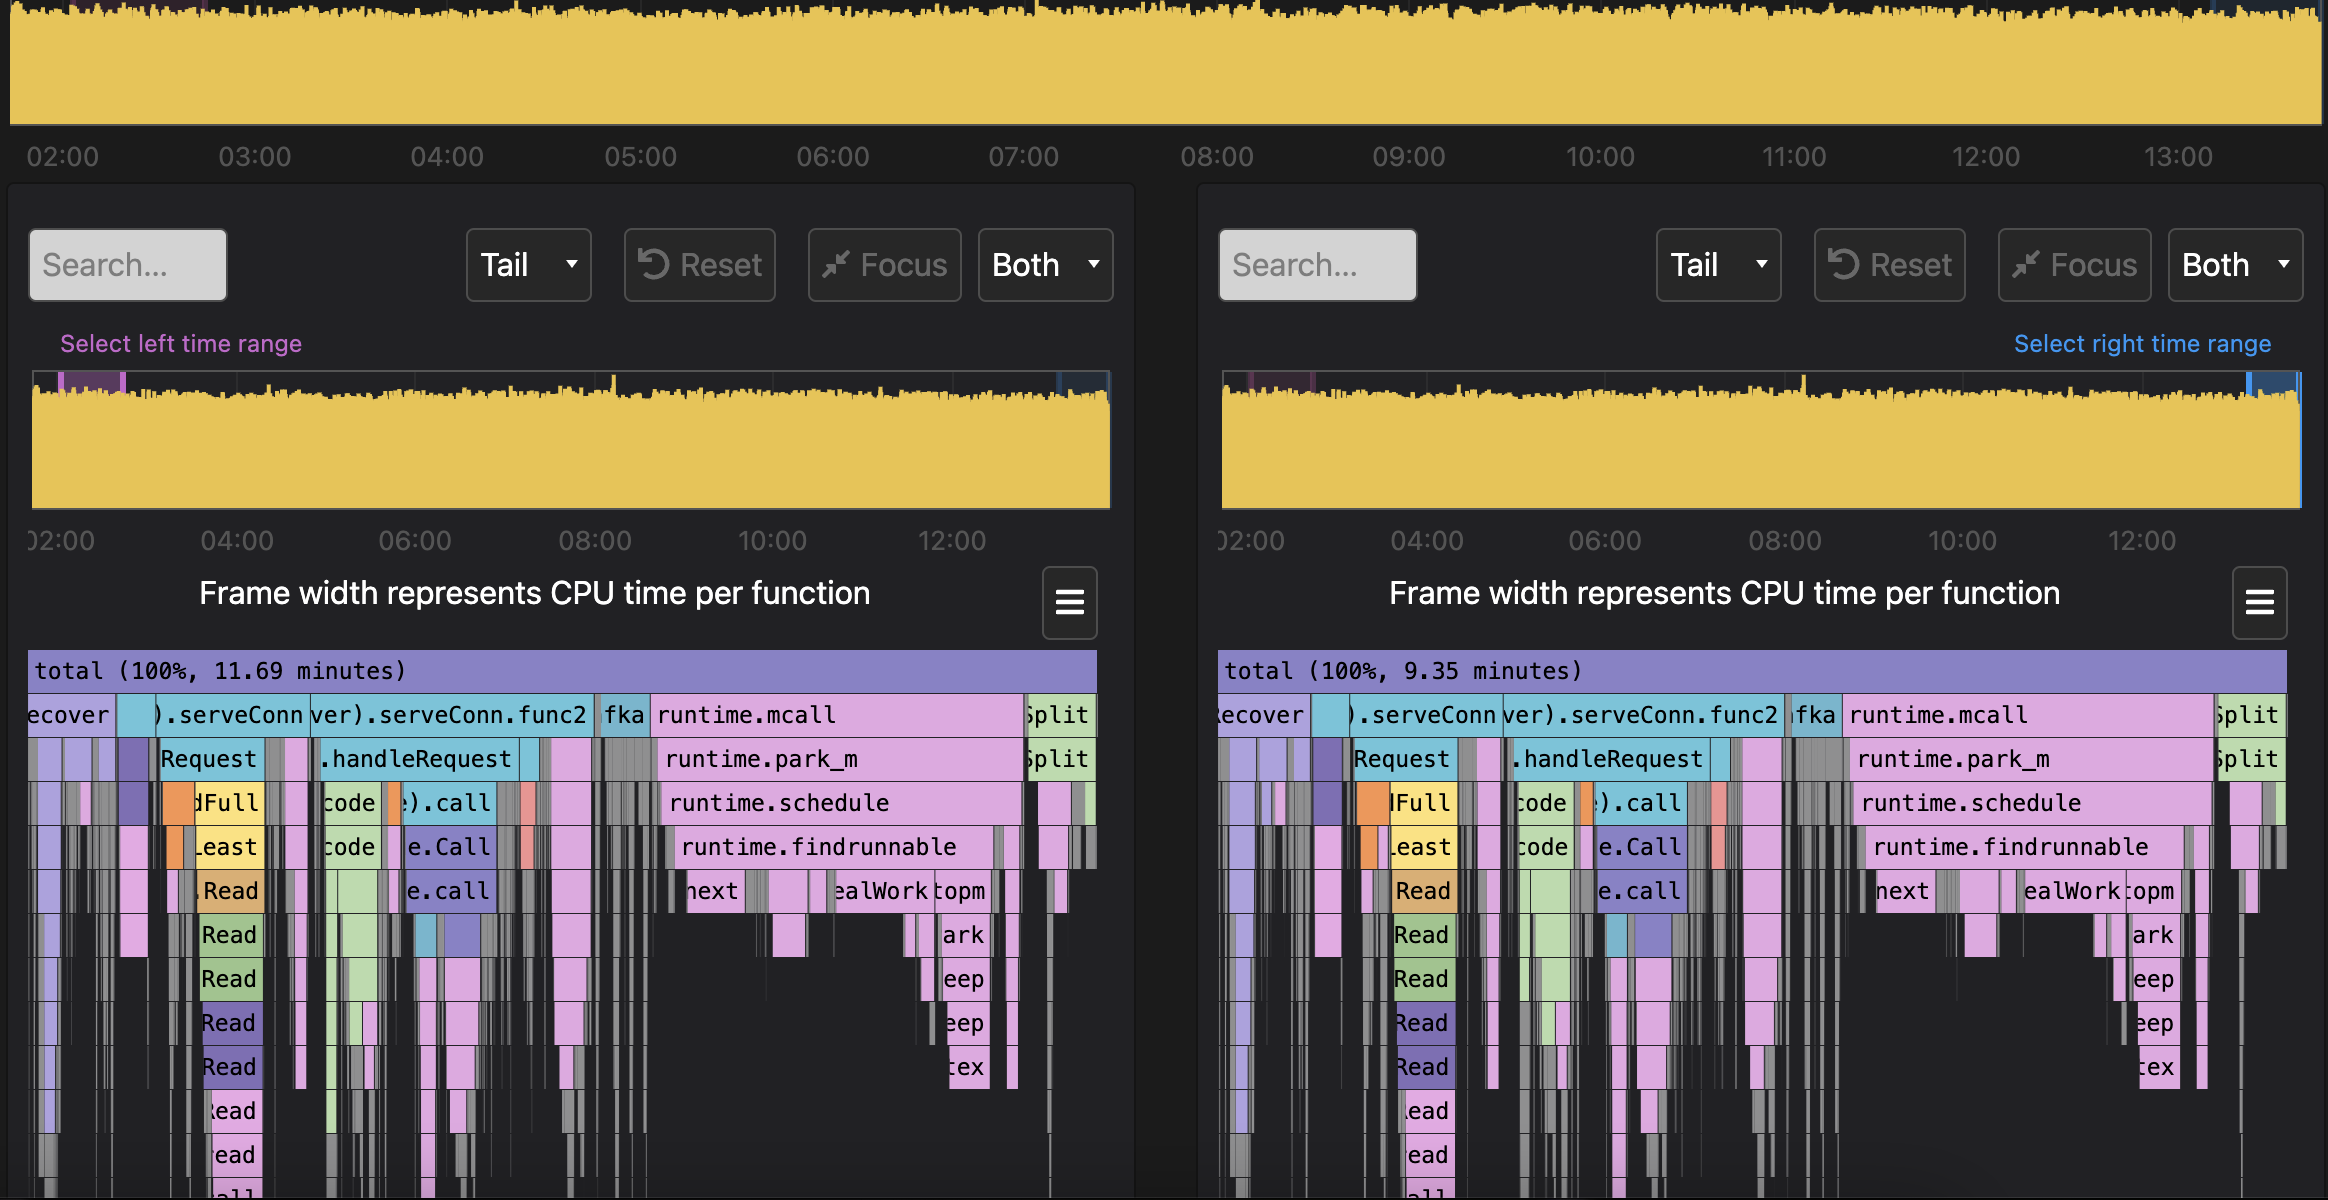 02:00 03:00 04:00 05:00 06:00 07:00 08:00 09:00 10:00 11:00 12:00 13:00
Search... Tail Reset Focus Both
Select left time range
02:00 04:00 06:00 08:00 10:00 12:00
Frame width represents CPU time per function
total (100%, 11.69 minutes)
ecover ).serveConn ver).serveConn.func2 fka runtime.mcall Split
Request .handleRequest runtime.park_m Split
dFull code ).call runtime.schedule
Least code e.Call runtime.findrunnable
.Read e.call next ealWork topm
Read ark
Read eep
Read eep
Read tex
Read
ead
all
Search... Tail Reset Focus Both
Select right time range
02:00 04:00 06:00 08:00 10:00 12:00
Frame width represents CPU time per function
total (100%, 9.35 minutes)
ecover ).serveConn ver).serveConn.func2 fka runtime.mcall Split
Request .handleRequest runtime.park_m Split
Full code ).call runtime.schedule
Least code e.Call runtime.findrunnable
Read e.call next ealWork topm
Read ark
Read eep
Read eep
Read tex
ead
ead
all